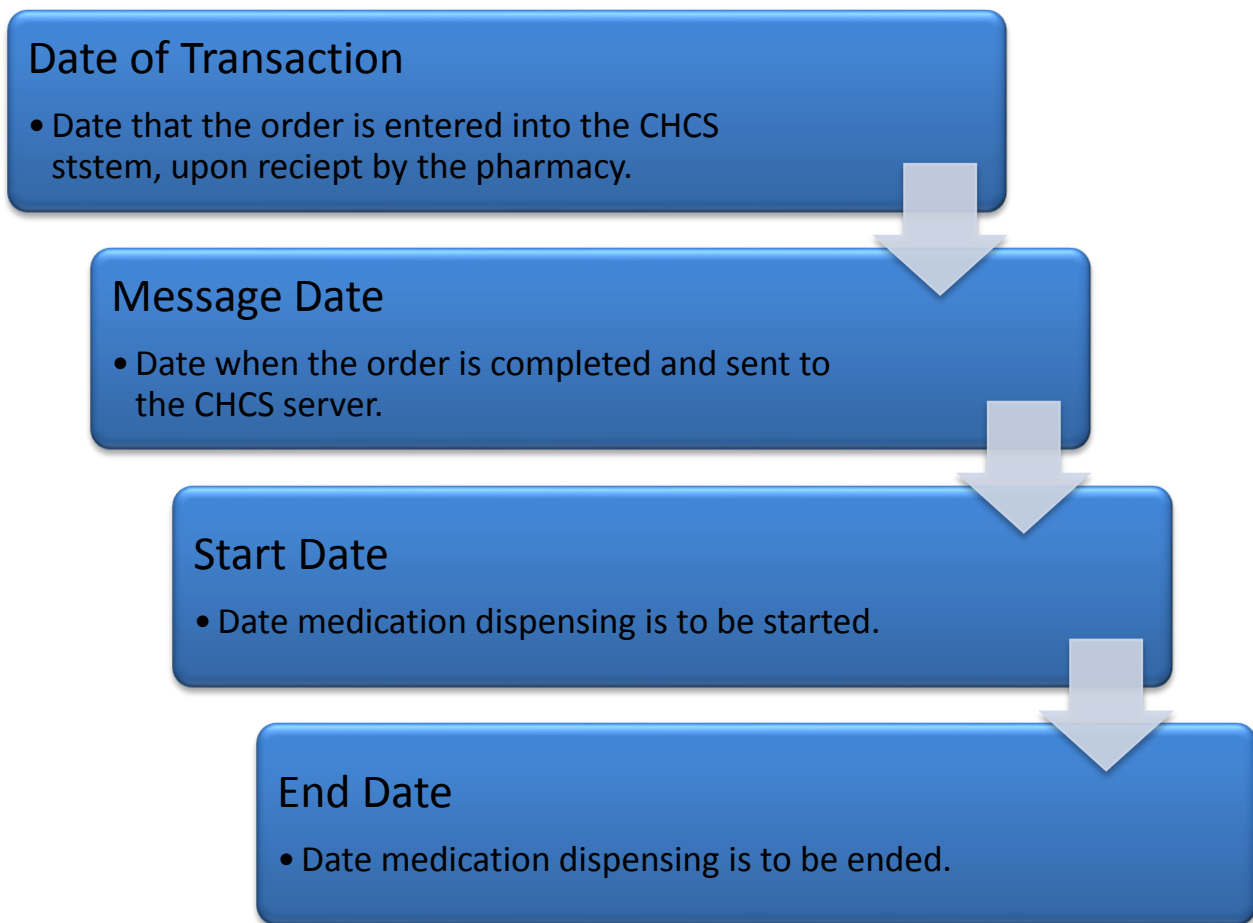 Date of Transaction
• Date that the order is entered into the CHCS
ststem, upon reciept by the pharmacy.
Message Date
• Date when the order is completed and sent to
the CHCS server.
Start Date
• Date medication dispensing is to be started.
End Date
• Date medication dispensing is to be ended.